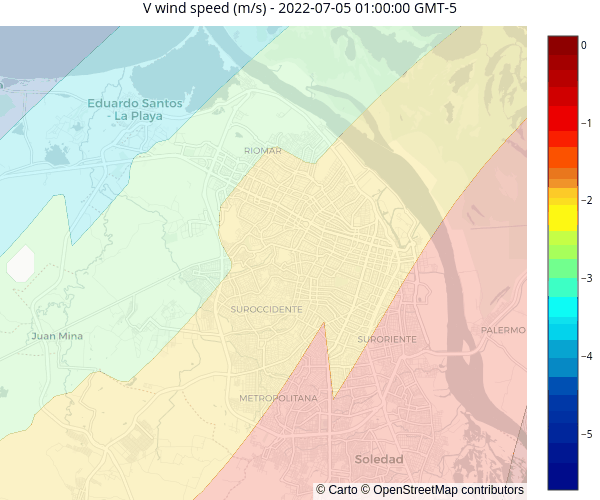 V wind speed (m/s) - 2022-07-05 01:00:00 GMT-5
0
−1
−2
−3
−4
−5
Eduardo Santos
- La Playa
RIOMAR
SUROCCIDENTE
Juan Mina
SURORIENTE
PALERMO
METROPOLITANA
Soledad
© Carto © OpenStreetMap contributors